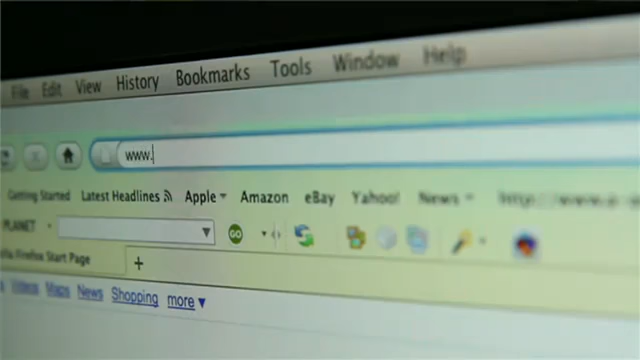 File Edit View History Bookmarks Tools Window Help
www.
Getting Started Latest Headlines Apple Amazon eBay Yahoo! News
PLANET GO
Firefox Start Page +
Videos Maps News Shopping more ▼